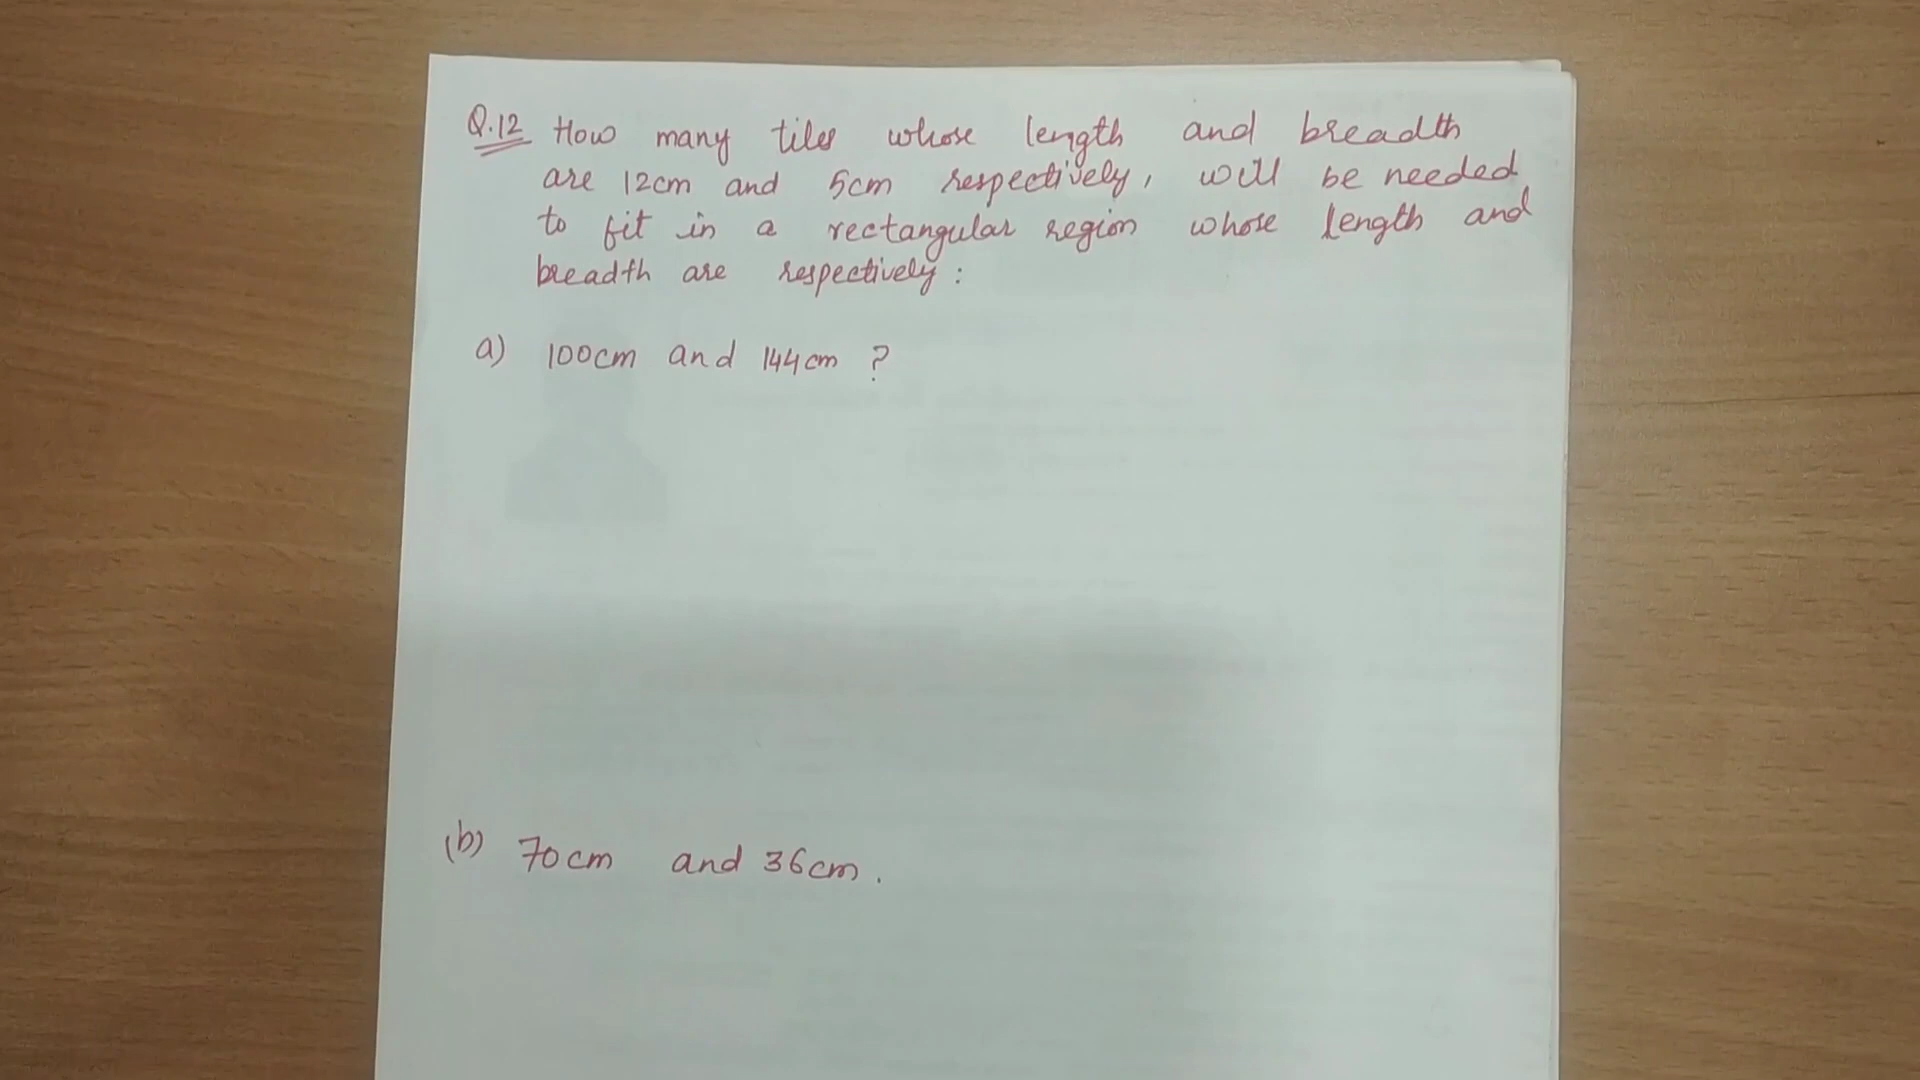 Q.12 How many tiles whose length and breadth
are 12cm and 5cm respectively, will be needed
to fit in a rectangular region whose length and
breadth are respectively:
a) 100cm and 144cm ?
(b) 70cm and 36cm.